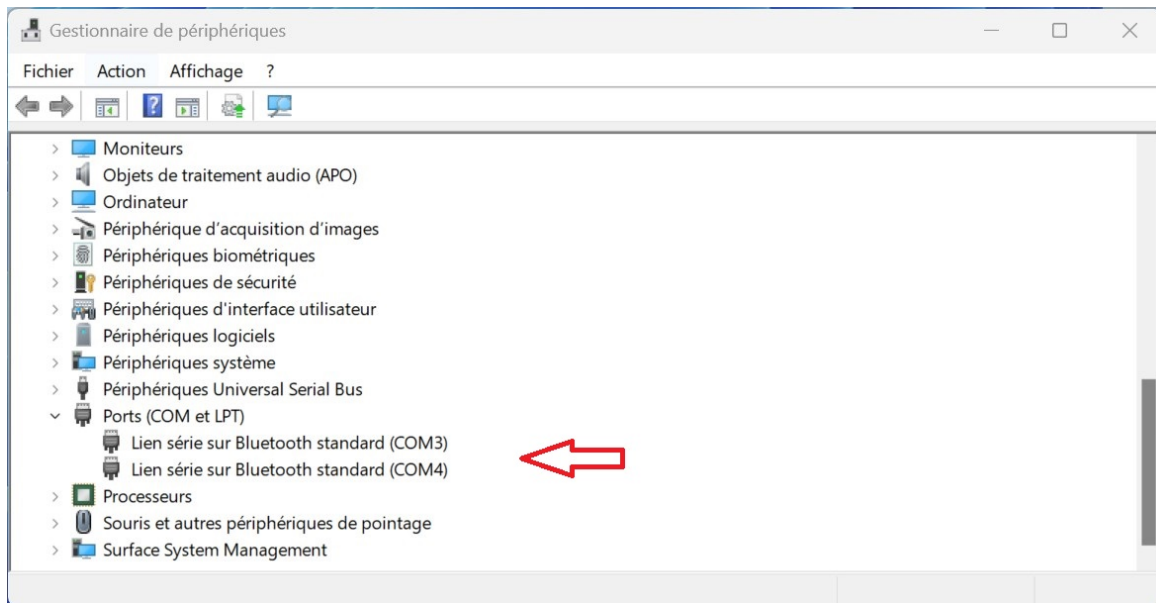 Gestionnaire de périphériques
Fichier Action Affichage ?
Moniteurs
Objets de traitement audio (APO)
Ordinateur
Périphérique d’acquisition d’images
Périphériques biométriques
Périphériques de sécurité
Périphériques d'interface utilisateur
Périphériques logiciels
Périphériques système
Périphériques Universal Serial Bus
Ports (COM et LPT)
Lien série sur Bluetooth standard (COM3)
Lien série sur Bluetooth standard (COM4)
Processeurs
Souris et autres périphériques de pointage
Surface System Management